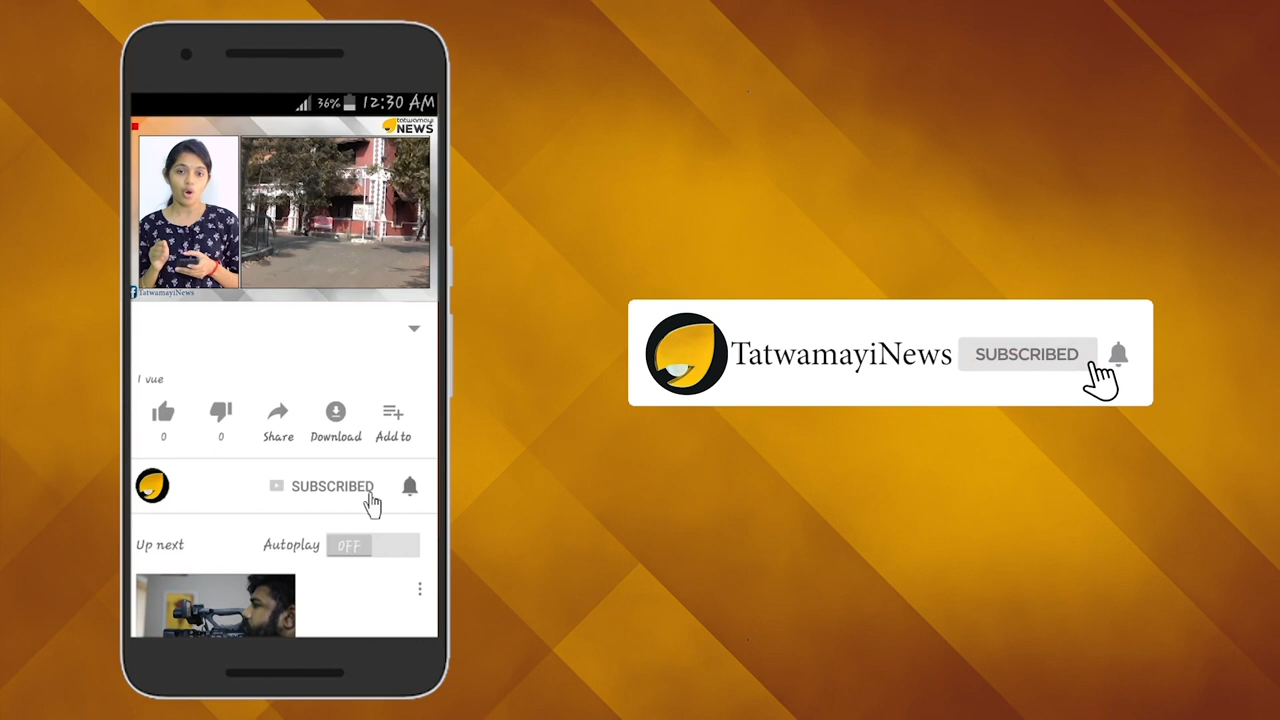 36% 12:30 AM
tatwamayi
NEWS
TatwamayiNews
1 vue
0 0 Share Download Add to
SUBSCRIBED
Up next Autoplay OFF
TatwamayiNews SUBSCRIBED